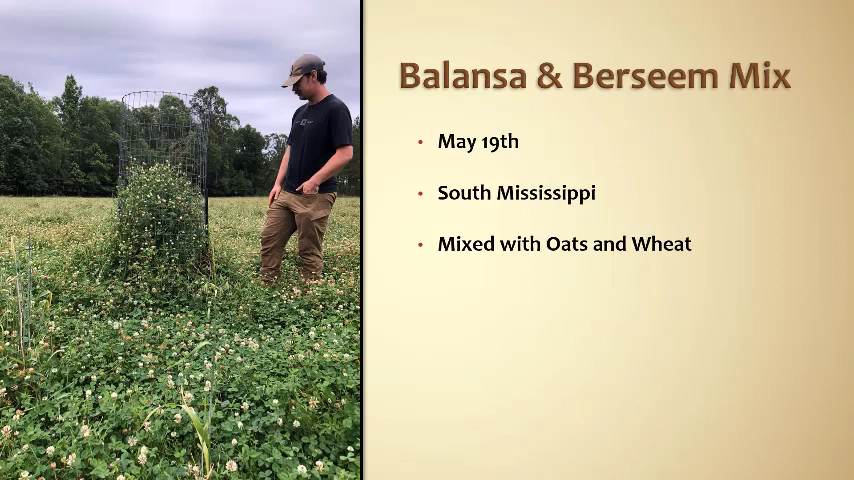 Balansa & Berseem Mix
• May 19th
• South Mississippi
• Mixed with Oats and Wheat